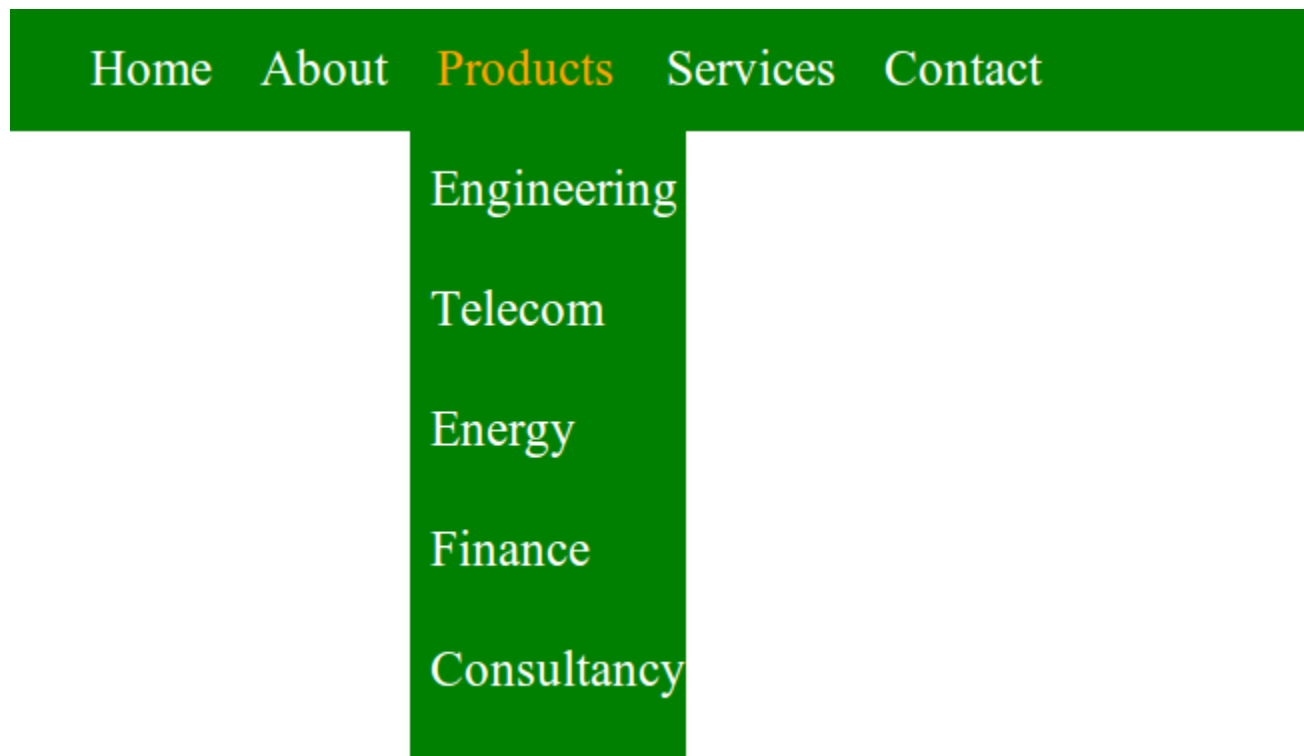 Home About Products Services Contact
Engineering
Telecom
Energy
Finance
Consultancy